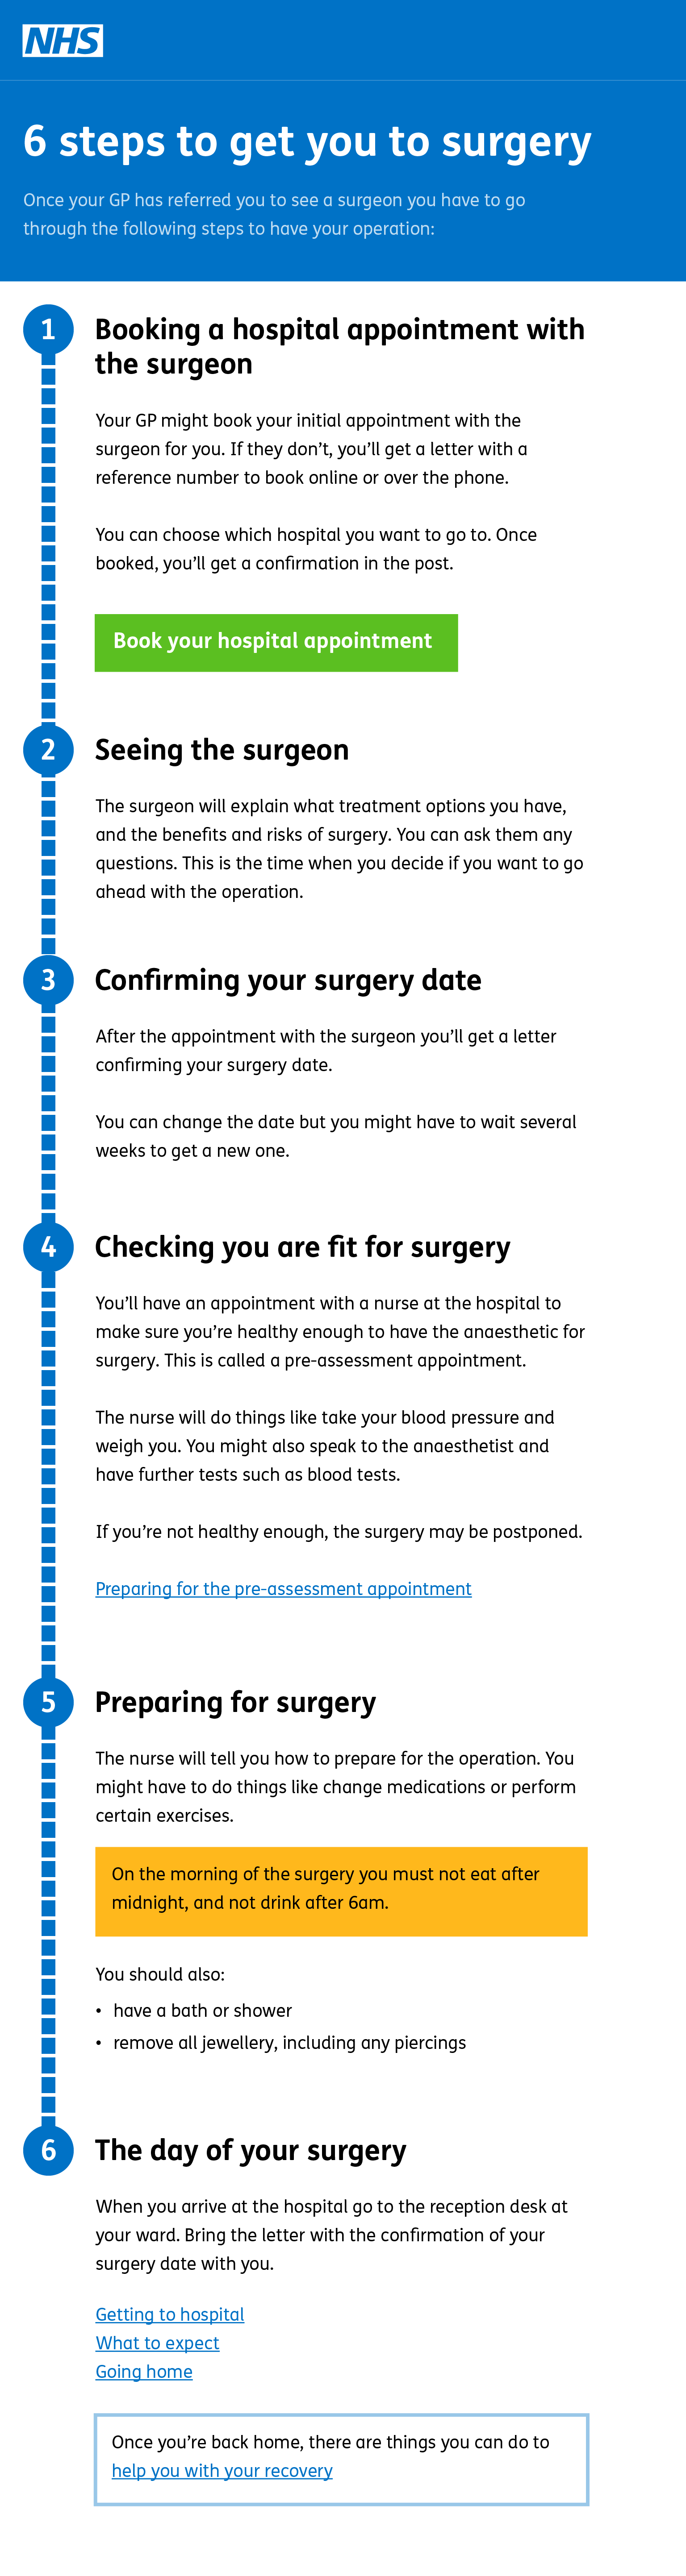 NHS
6 steps to get you to surgery
Once your GP has referred you to see a surgeon you have to go
through the following steps to have your operation:
1
Booking a hospital appointment with
the surgeon
Your GP might book your initial appointment with the
surgeon for you. If they don’t, you’ll get a letter with a
reference number to book online or over the phone.
You can choose which hospital you want to go to. Once
booked, you’ll get a confirmation in the post.
Book your hospital appointment
2
Seeing the surgeon
The surgeon will explain what treatment options you have,
and the benefits and risks of surgery. You can ask them any
questions. This is the time when you decide if you want to go
ahead with the operation.
3
Confirming your surgery date
After the appointment with the surgeon you’ll get a letter
confirming your surgery date.
You can change the date but you might have to wait several
weeks to get a new one.
4
Checking you are fit for surgery
You’ll have an appointment with a nurse at the hospital to
make sure you’re healthy enough to have the anaesthetic for
surgery. This is called a pre-assessment appointment.
The nurse will do things like take your blood pressure and
weigh you. You might also speak to the anaesthetist and
have further tests such as blood tests.
If you’re not healthy enough, the surgery may be postponed.
Preparing for the pre-assessment appointment
5
Preparing for surgery
The nurse will tell you how to prepare for the operation. You
might have to do things like change medications or perform
certain exercises.
On the morning of the surgery you must not eat after
midnight, and not drink after 6am.
You should also:
• have a bath or shower
• remove all jewellery, including any piercings
6
The day of your surgery
When you arrive at the hospital go to the reception desk at
your ward. Bring the letter with the confirmation of your
surgery date with you.
Getting to hospital
What to expect
Going home
Once you’re back home, there are things you can do to
help you with your recovery